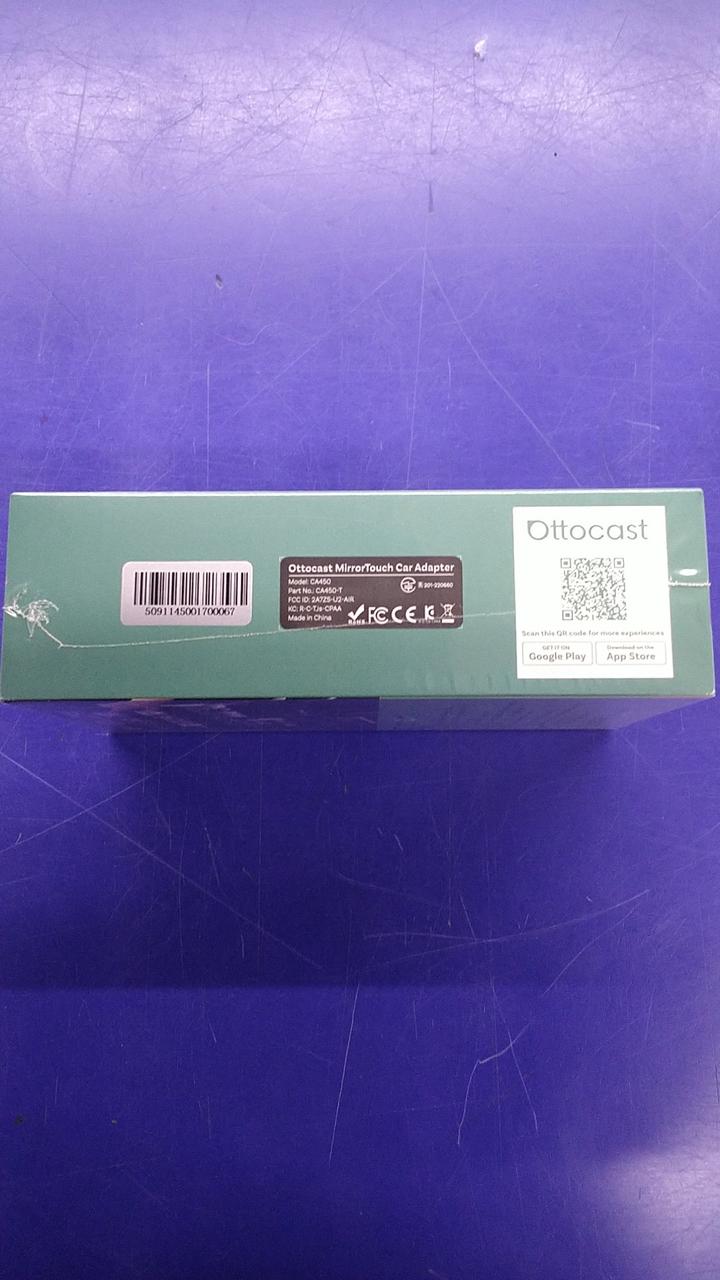 5091145001700067
Ottocast MirrorTouch Car Adapter
Model: CA450
Part No.: CA450-T
FCC ID: 2A7Z5-U2-AIR
KC: R-C-TJs-CPAA
Made in China
R 201-220660
FC CE
Ottocast
Scan this QR code for more experiences
GET IT ON
Google Play
Download on the
App Store